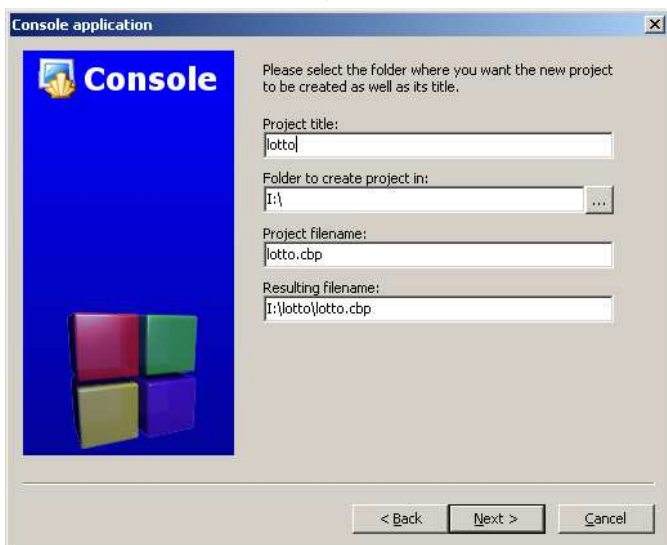 Console application
Console
Please select the folder where you want the new project
to be created as well as its title.
Project title:
lotto
Folder to create project in:
I:\
...
Project filename:
lotto.cbp
Resulting filename:
I:\lotto\lotto.cbp
< Back
Next >
Cancel